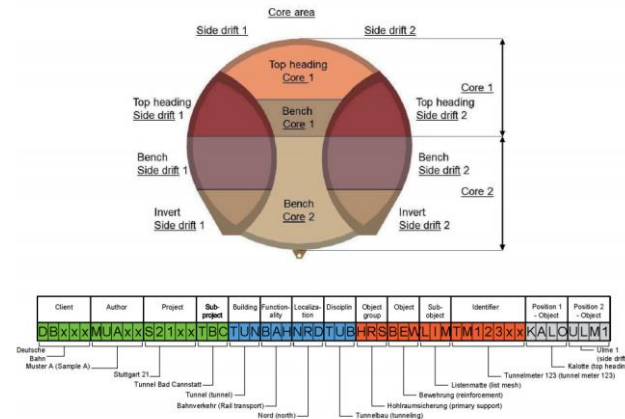 Core area
Side drift 1
Side drift 2
Top heading
Core 1
Core 1
Top heading
Side drift 1
Top heading
Side drift 2
Bench
Core 1
Bench
Side drift 1
Bench
Side drift 2
Bench
Core 2
Core 2
Invert
Side drift 1
Invert
Side drift 2
Client Author Project Sub-project Building Function-ality Localiza-tion Disciplin Object group Object Sub-object Identifier Position 1 - Object Position 2 - Object
DBxxxMUAxxS21xxTBCTUNBAHNRDTUBHRSBEWLIMTM123xxKALOULM1
Deutsche Bahn
Ulme 1 (side drift
Muster A (Sample A)
Kalotte (top heading
Stuttgart 21
Tunnelmeter 123 (tunnel meter 123)
Tunnel Bad Cannstatt
Listenmatte (list mesh)
Tunnel (tunnel)
Bewehrung (reinforcement)
Bahnverkehr (Rail transport)
Hohlraumsicherung (primary support)
Nord (north)
Tunnelbau (tunneling)